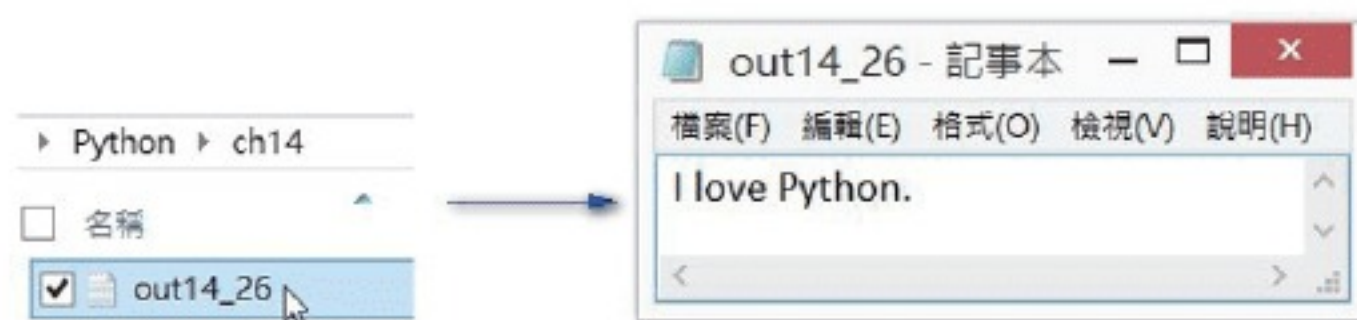 Python ch14
名稱
out14_26
out14_26 - 記事本
檔案(F) 編輯(E) 格式(O) 檢視(V) 說明(H)
I love Python.